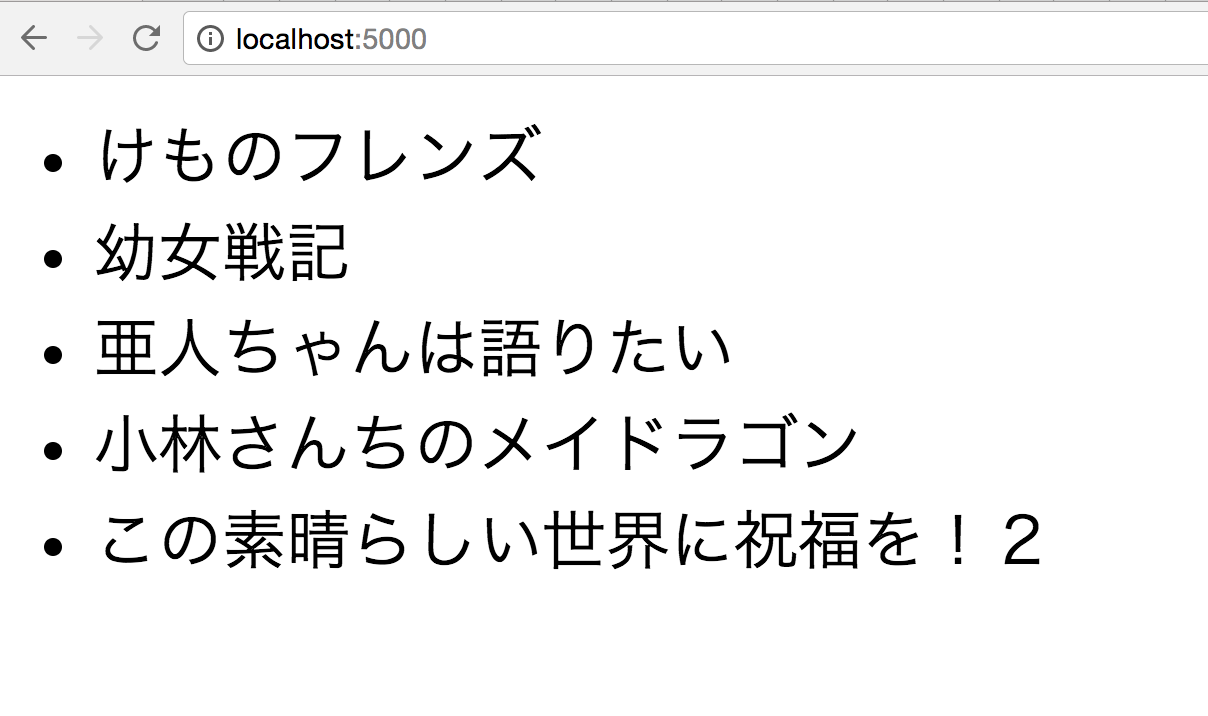 localhost:5000
けものフレンズ
幼女戦記
亜人ちゃんは語りたい
小林さんちのメイドラゴン
この素晴らしい世界に祝福を！２